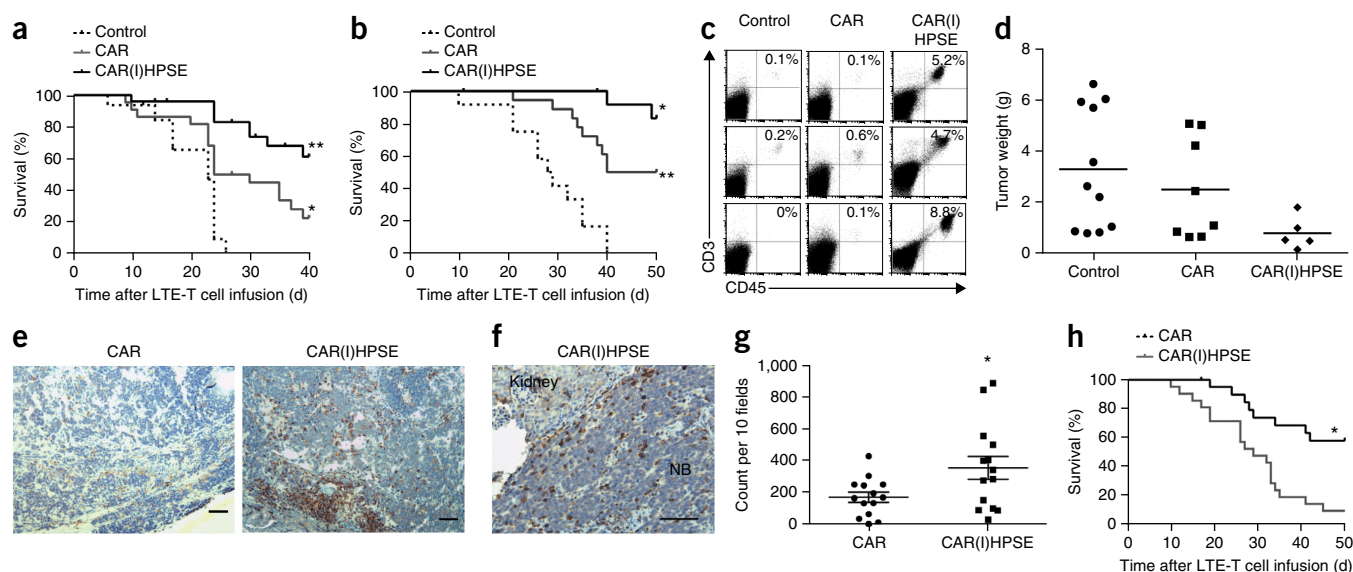 a
Control
CAR
CAR(I)HPSE
100
80
60
40
20
0
Survival (%)
**
*
0 10 20 30 40
Time after LTE-T cell infusion (d)
b
Control
CAR
CAR(I)HPSE
100
80
60
40
20
0
Survival (%)
*
**
0 10 20 30 40 50
Time after LTE-T cell infusion (d)
c
Control CAR CAR(I)
HPSE
0.1% 0.1% 5.2%
0.2% 0.6% 4.7%
0% 0.1% 8.8%
CD3
CD45
d
8
6
4
2
0
Tumor weight (g)
Control CAR CAR(I)HPSE
e
CAR CAR(I)HPSE
f
CAR(I)HPSE
Kidney
NB
g
*
1,000
800
600
400
200
0
Count per 10 fields
CAR CAR(I)HPSE
h
CAR
CAR(I)HPSE
100
80
60
40
20
0
Survival (%)
*
0 10 20 30 40 50
Time after LTE-T cell infusion (d)